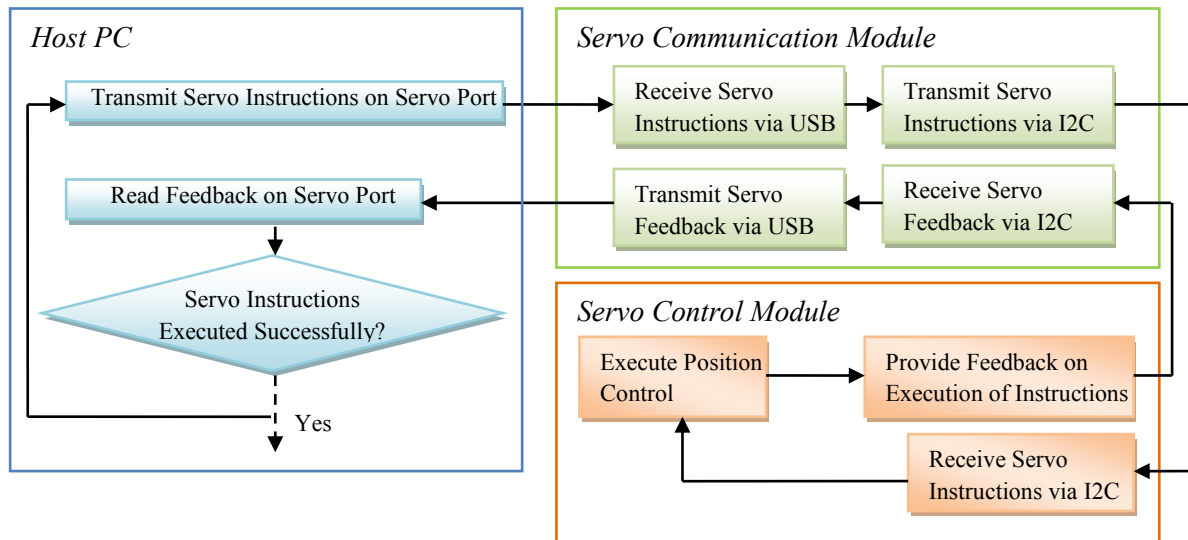 Host PC
Transmit Servo Instructions on Servo Port
Read Feedback on Servo Port
Servo Instructions
Executed Successfully?
Yes
Servo Communication Module
Receive Servo
Instructions via USB
Transmit Servo
Instructions via I2C
Transmit Servo
Feedback via USB
Receive Servo
Feedback via I2C
Servo Control Module
Execute Position
Control
Provide Feedback on
Execution of Instructions
Receive Servo
Instructions via I2C